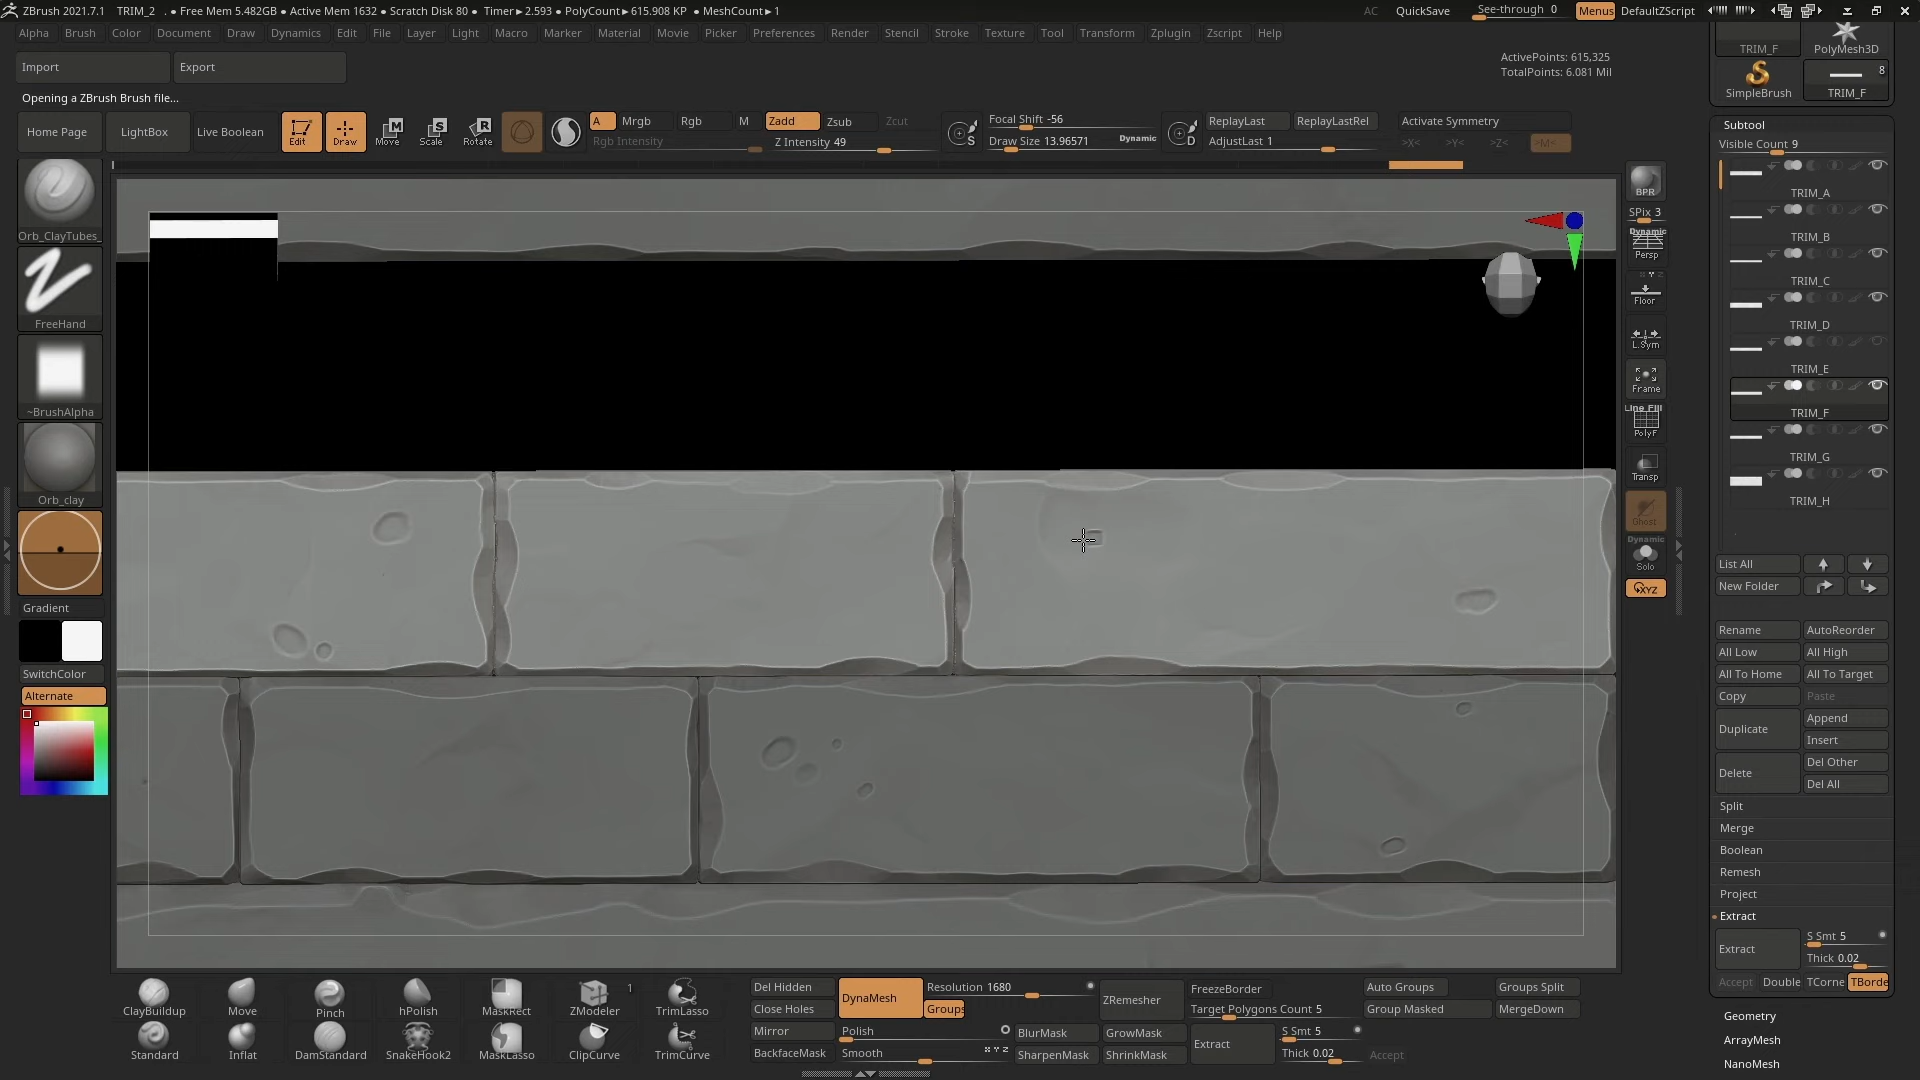 ZBrush 2021.7.1 TRIM_2 . • Free Mem 5.482GB • Active Mem 1632 • Scratch Disk 80 • Timer▸2.593 • PolyCount▸615.908 KP • MeshCount▸1 AC QuickSave See-through 0 Menus DefaultZScript
Alpha Brush Color Document Draw Dynamics Edit File Layer Light Macro Marker Material Movie Picker Preferences Render Stencil Stroke Texture Tool Transform Zplugin Zscript Help
Import Export
ActivePoints: 615,325
TotalPoints: 6.081 Mil
Opening a ZBrush Brush file...
Home Page LightBox Live Boolean Edit Draw Move Scale Rotate
A Mrgb Rgb M Zadd Zsub Zcut
Rgb Intensity Z Intensity 49
S Focal Shift -56
Draw Size 13.96571 Dynamic
D ReplayLast ReplayLastRel
AdjustLast 1
Activate Symmetry
>X< >Y< >Z< >M<
Orb_ClayTubes_
FreeHand
~BrushAlpha
Orb_clay
Gradient
SwitchColor
Alternate
BPR
SPix 3
Dynamic
Persp
Floor
L.Sym
Frame
Line Fill
PolyF
Transp
Ghost
Dynamic
Solo
XYZ
TRIM_F PolyMesh3D
SimpleBrush 8 TRIM_F
Subtool
Visible Count 9
TRIM_A
TRIM_B
TRIM_C
TRIM_D
TRIM_E
TRIM_F
TRIM_G
TRIM_H
List All
New Folder
Rename AutoReorder
All Low All High
All To Home All To Target
Copy Paste
Duplicate Append
Insert
Delete Del Other
Del All
Split
Merge
Boolean
Remesh
Project
Extract
Extract S Smt 5
Thick 0.02
Accept Double TCorne TBorde
Geometry
ArrayMesh
NanoMesh
ClayBuildup Move Pinch hPolish MaskRect ZModeler 1 TrimLasso
Standard Inflat DamStandard SnakeHook2 MaskLasso ClipCurve TrimCurve
Del Hidden
Close Holes
Mirror
BackfaceMask
DynaMesh Resolution 1680
Groups
Polish
Smooth
BlurMask GrowMask
SharpenMask ShrinkMask
ZRemesher FreezeBorder
Target Polygons Count 5
Extract S Smt 5
Thick 0.02 Accept
Auto Groups Groups Split
Group Masked MergeDown